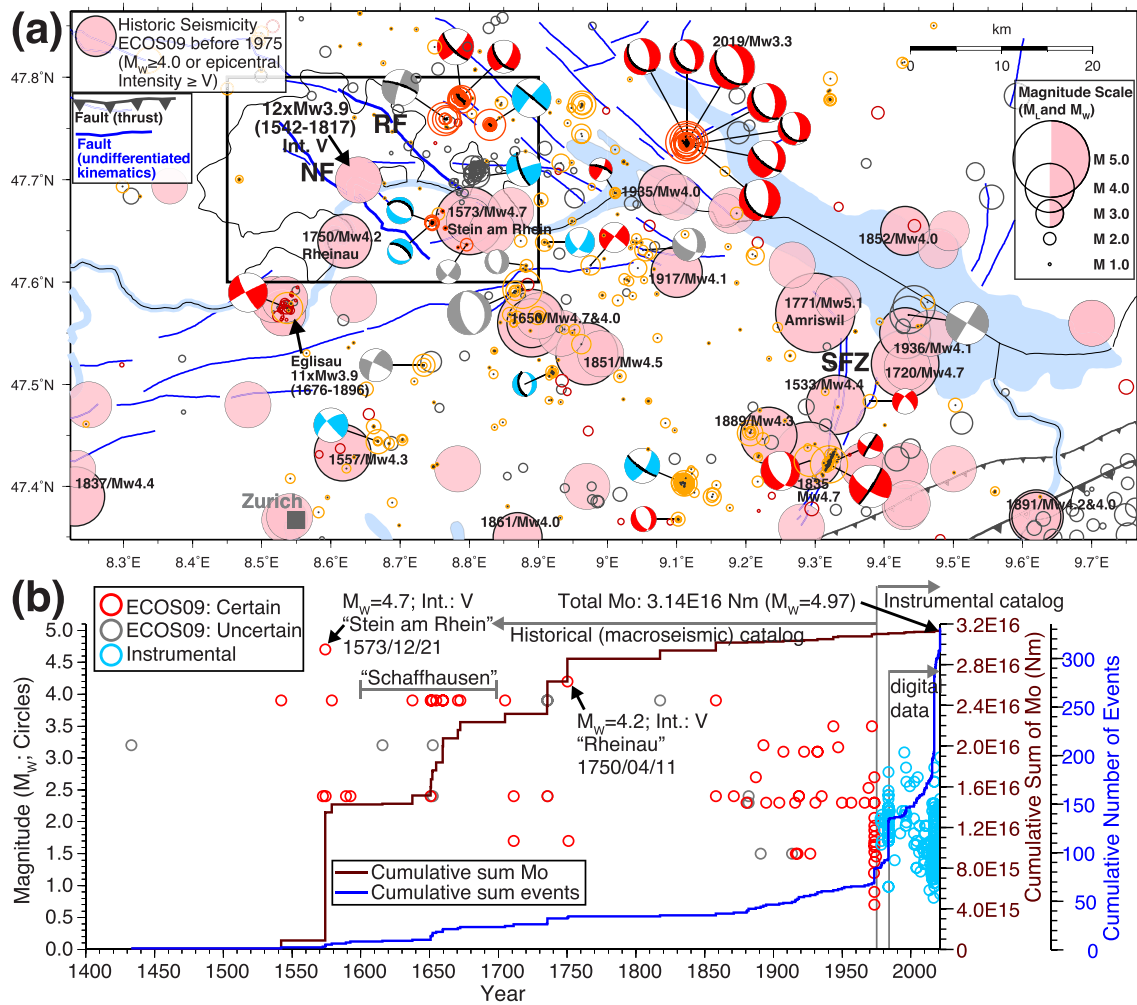 (a)
Historic Seismicity
ECOS09 before 1975
(Mw≥4.0 or epicentral
Intensity ≥ V)
Fault (thrust)
Fault
(undifferentiated
kinematics)
47.8°N
47.7°N
47.6°N
47.5°N
47.4°N
12xMw3.9
(1542-1817)
Int. V
RF
NF
2019/Mw3.3
km
0
10
20
Magnitude Scale
(ML and Mw)
M 5.0
M 4.0
M 3.0
M 2.0
M 1.0
1935/Mw4.0
1573/Mw4.7
Stein am Rhein
1750/Mw4.2
Rheinau
1852/Mw4.0
1917/Mw4.1
1771/Mw5.1
Amriswil
1650/Mw4.7&4.0
1936/Mw4.1
Eglisau
11xMw3.9
(1676-1896)
1851/Mw4.5
SFZ
1720/Mw4.7
1533/Mw4.4
1889/Mw4.3
1557/Mw4.3
1837/Mw4.4
1835
Mw4.7
Zurich
1861/Mw4.0
1891/Mw4.2&4.0
8.3°E
8.4°E
8.5°E
8.6°E
8.7°E
8.8°E
8.9°E
9.0°E
9.1°E
9.2°E
9.3°E
9.4°E
9.5°E
9.6°E
9.7°E
(b)
ECOS09: Certain
ECOS09: Uncertain
Instrumental
Mw=4.7; Int.: V
"Stein am Rhein"
1573/12/21
Total Mo: 3.14E16 Nm (Mw=4.97)
Instrumental catalog
Historical (macroseismic) catalog
"Schaffhausen"
digital
data
Mw=4.2; Int.: V
"Rheinau"
1750/04/11
Cumulative sum Mo
Cumulative sum events
Magnitude (Mw; Circles)
5.0
4.5
4.0
3.5
3.0
2.5
2.0
1.5
1.0
0.5
0.0
3.2E16
2.8E16
2.4E16
2.0E16
1.6E16
1.2E16
8.0E15
4.0E15
0
Cumulative Sum of Mo (Nm)
300
250
200
150
100
50
0
Cumulative Number of Events
1400
1450
1500
1550
1600
1650
1700
1750
1800
1850
1900
1950
2000
Year